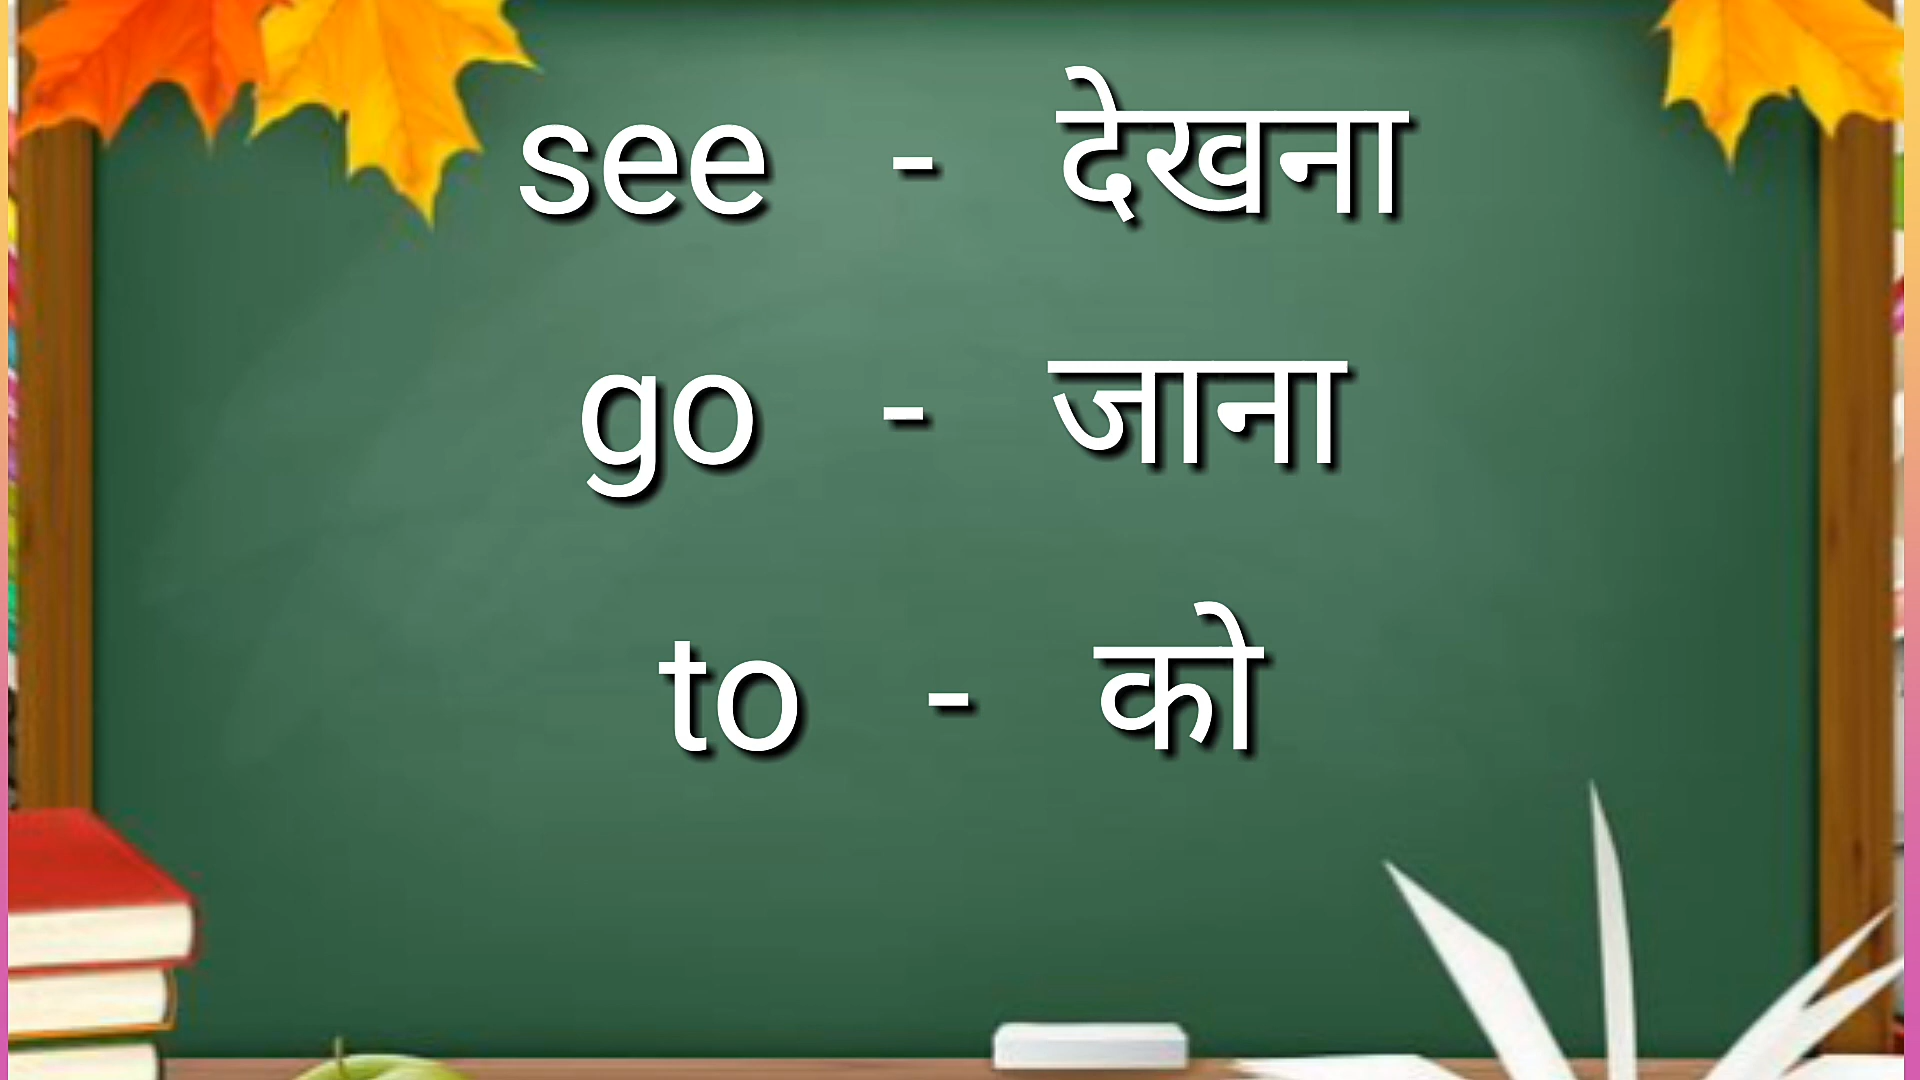 see - देखना
go - जाना
to - को